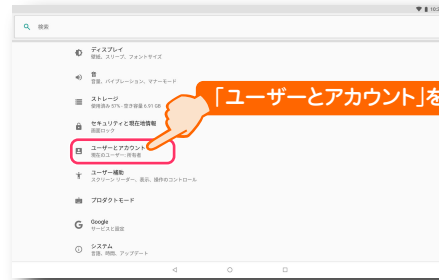 10:2
検索
ディスプレイ
壁紙、スリープ、フォントサイズ
音
音量、バイブレーション、マナーモード
ストレージ
使用済み 57% - 空き容量 6.91 GB
「ユーザーとアカウント」を
セキュリティと現在地情報
画面ロック
ユーザーとアカウント
現在のユーザー: 所有者
ユーザー補助
スクリーン リーダー、表示、操作のコントロール
プロダクトモード
Google
サービスと設定
システム
言語、時間、アップデート